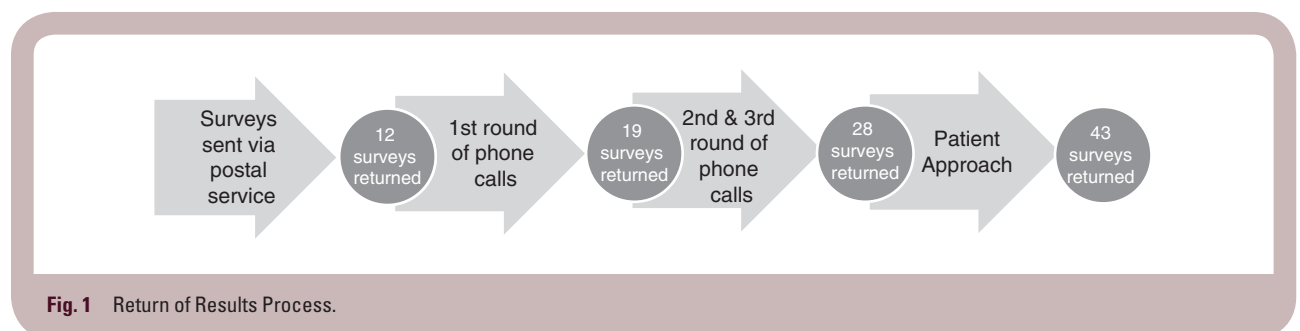 Surveys
sent via
postal
service
12
surveys
returned
1st round
of phone
calls
19
surveys
returned
2nd & 3rd
round of
phone
calls
28
surveys
returned
Patient
Approach
43
surveys
returned
Fig. 1 Return of Results Process.